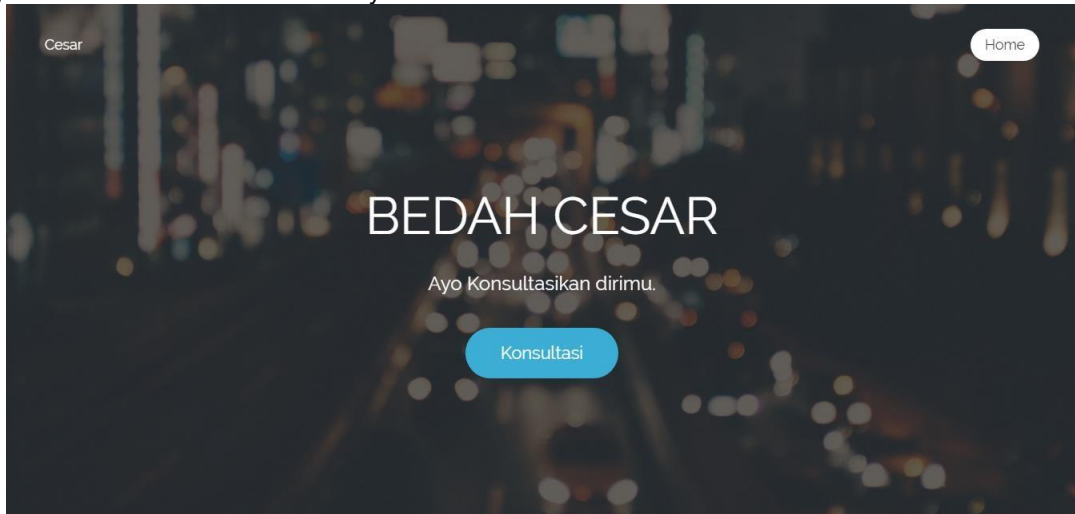 Cesar
Home
BEDAH CESAR
Ayo Konsultasikan dirimu.
Konsultasi